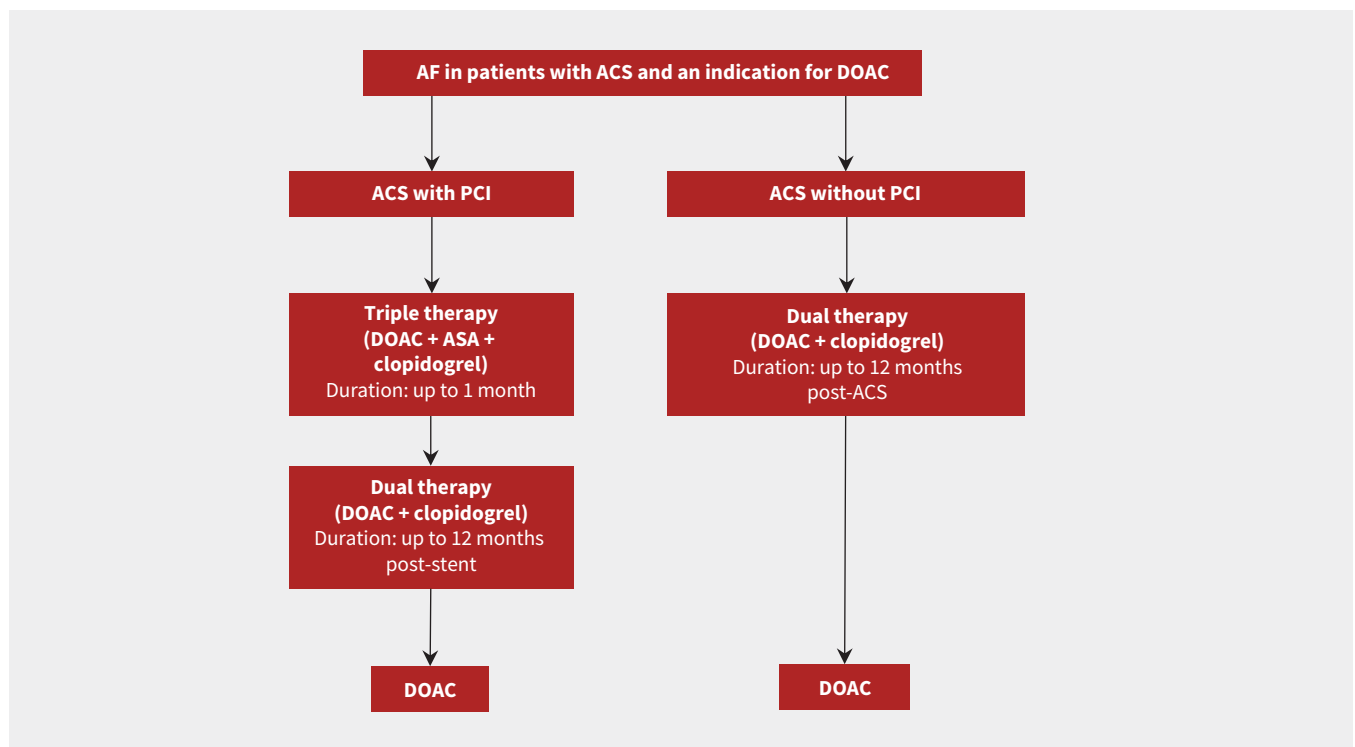 AF in patients with ACS and an indication for DOAC
ACS with PCI
ACS without PCI
Triple therapy
(DOAC + ASA +
clopidogrel)
Duration: up to 1 month
Dual therapy
(DOAC + clopidogrel)
Duration: up to 12 months
post-ACS
Dual therapy
(DOAC + clopidogrel)
Duration: up to 12 months
post-stent
DOAC
DOAC